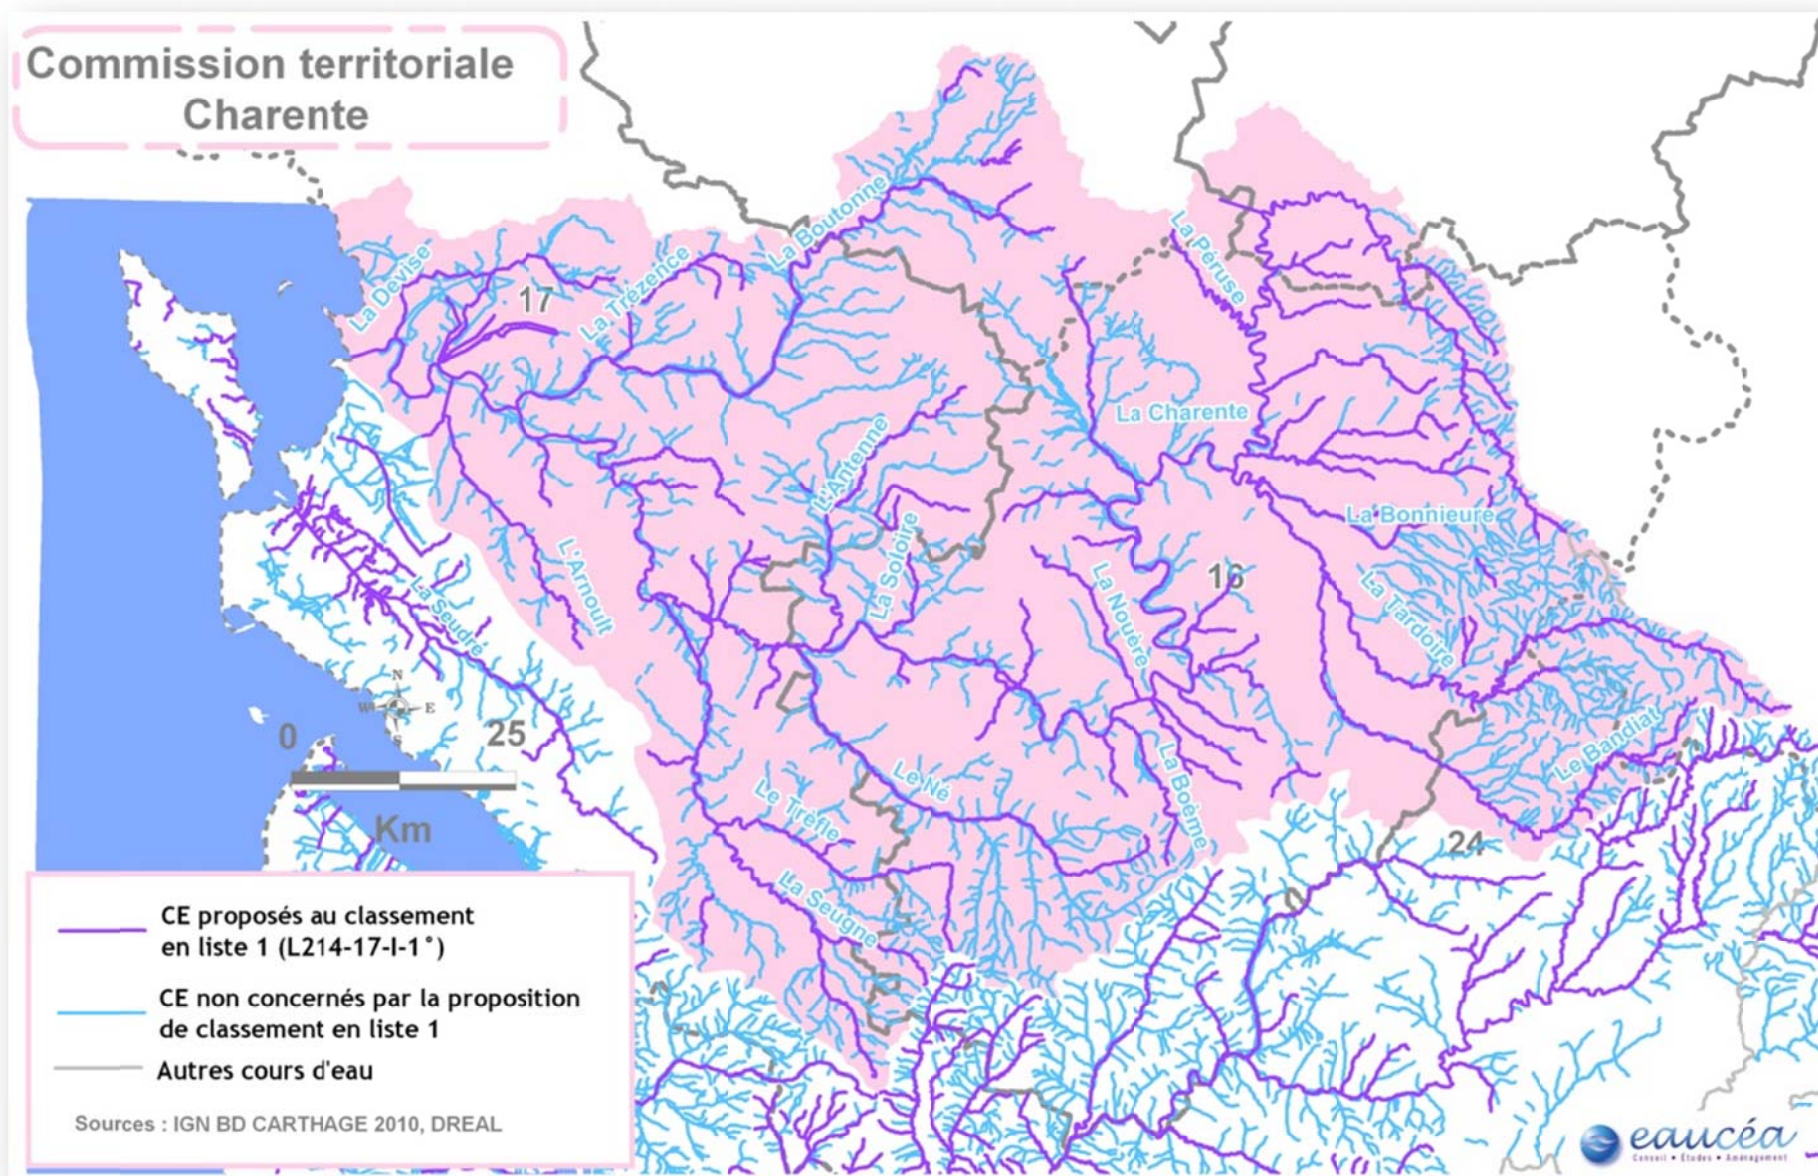 Commission territoriale
Charente
La Devise
17
La Trézence
La Boutonne
La Péruse
La Charente
L'Antenne
La Soloire
La Bonnieure
L'Arnoult
La Seudre
La Nouère
16
La Tardoire
N
W
E
S
0
25
Km
Le Né
Le Trèfle
La Boëme
Le Bandiat
24
La Seugne
CE proposés au classement
en liste 1 (L214-17-I-1°)
CE non concernés par la proposition
de classement en liste 1
Autres cours d'eau
Sources : IGN BD CARTHAGE 2010, DREAL
eaucéa
Conseil • Études • Aménagement